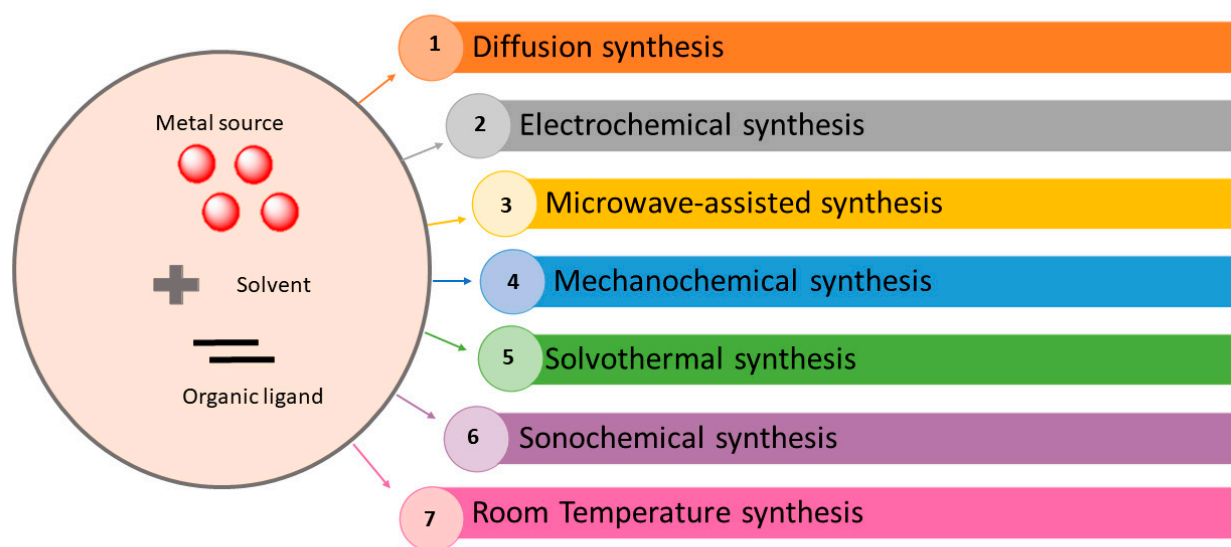 Metal source
Solvent
Organic ligand
1 Diffusion synthesis
2 Electrochemical synthesis
3 Microwave-assisted synthesis
4 Mechanochemical synthesis
5 Solvothermal synthesis
6 Sonochemical synthesis
7 Room Temperature synthesis